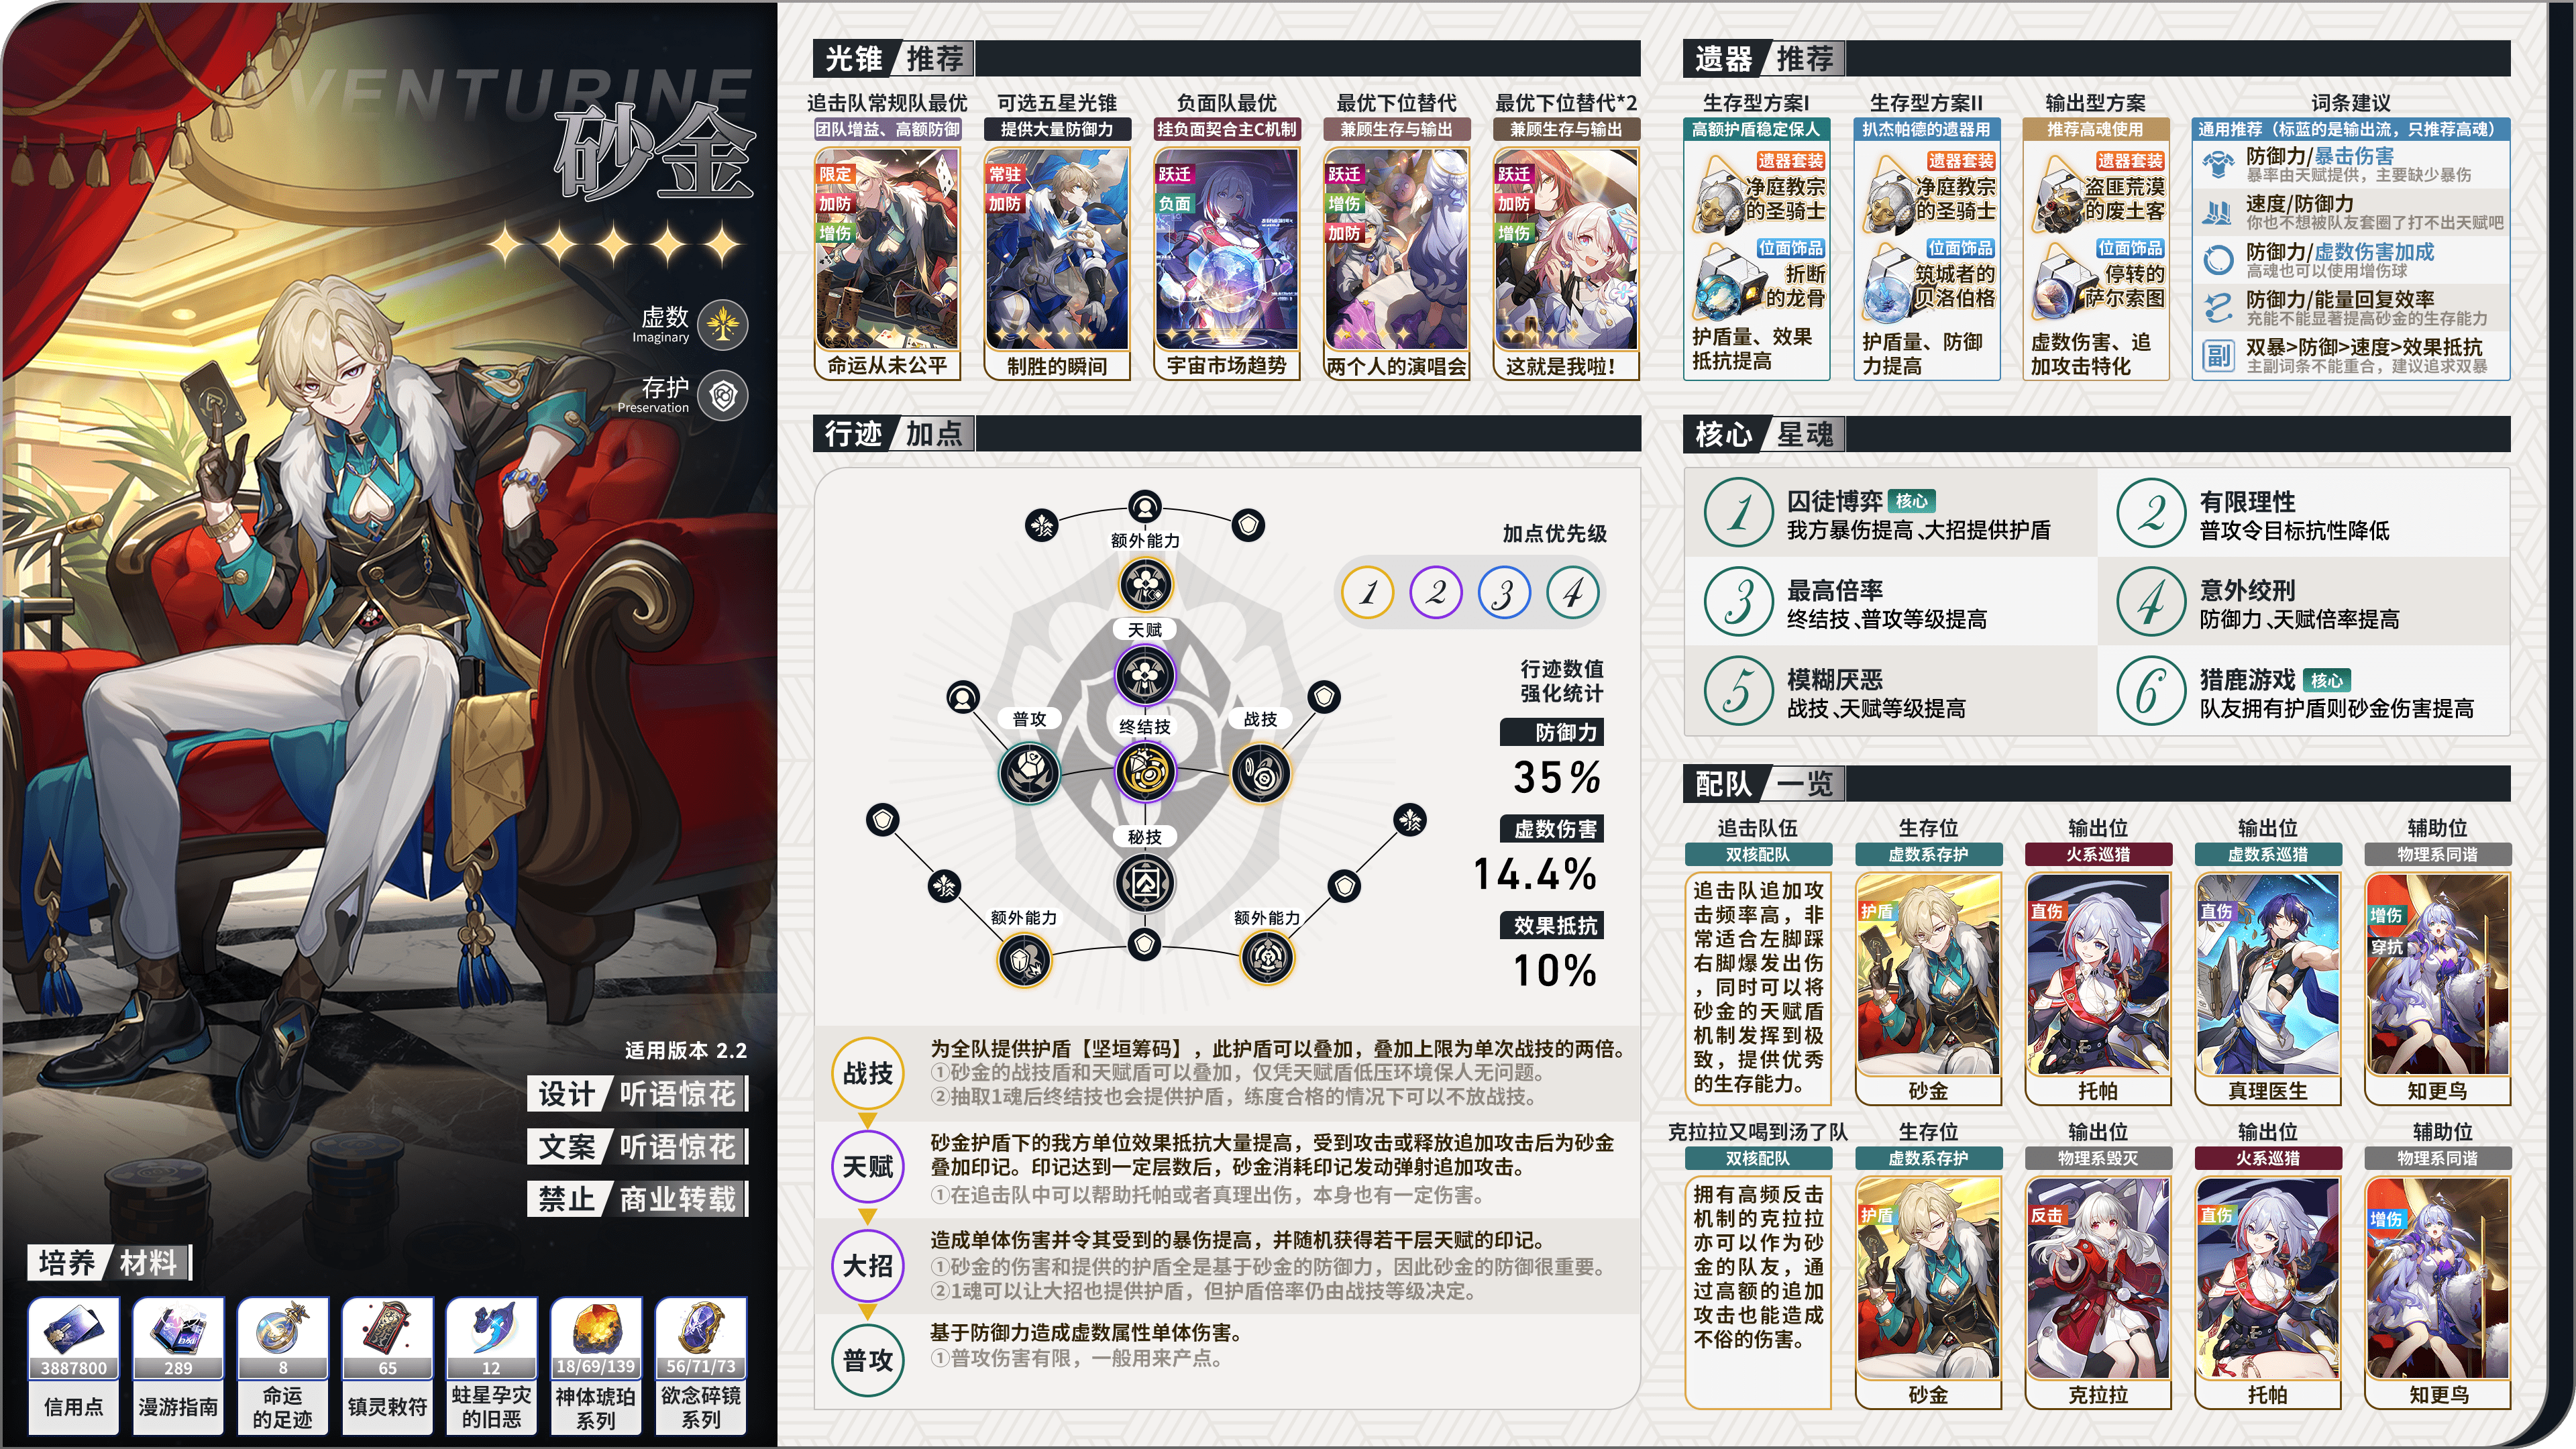 VENTURINE
砂金
虚数
Imaginary
存护
Preservation
适用版本 2.2
设计 听语惊花
文案 听语惊花
禁止 商业转载
培养 材料
3887800
信用点
289
漫游指南
8
命运
的足迹
65
镇灵敕符
12
蛀星孕灾
的旧恶
18/69/139
神体琥珀
系列
56/71/73
欲念碎镜
系列
光锥 推荐
追击队常规队最优
团队增益、高额防御
限定
加防
增伤
命运从未公平
可选五星光锥
提供大量防御力
常驻
加防
制胜的瞬间
负面队最优
挂负面契合主C机制
跃迁
负面
宇宙市场趋势
最优下位替代
兼顾生存与输出
跃迁
增伤
加防
两个人的演唱会
最优下位替代*2
兼顾生存与输出
跃迁
加防
增伤
这就是我啦！
行迹 加点
额外能力
天赋
普攻
终结技
战技
秘技
额外能力
额外能力
加点优先级
1 2 3 4
行迹数值
强化统计
防御力
35%
虚数伤害
14.4%
效果抵抗
10%
战技
为全队提供护盾【坚垣筹码】，此护盾可以叠加，叠加上限为单次战技的两倍。
①砂金的战技盾和天赋盾可以叠加，仅凭天赋盾低压环境保人无问题。
②抽取1魂后终结技也会提供护盾，练度合格的情况下可以不放战技。
天赋
砂金护盾下的我方单位效果抵抗大量提高，受到攻击或释放追加攻击后为砂金
叠加印记。印记达到一定层数后，砂金消耗印记发动弹射追加攻击。
①在追击队中可以帮助托帕或者真理出伤，本身也有一定伤害。
大招
造成单体伤害并令其受到的暴伤提高，并随机获得若干层天赋的印记。
①砂金的伤害和提供的护盾全是基于砂金的防御力，因此砂金的防御很重要。
②1魂可以让大招也提供护盾，但护盾倍率仍由战技等级决定。
普攻
基于防御力造成虚数属性单体伤害。
①普攻伤害有限，一般用来产点。
遗器 推荐
生存型方案I
高额护盾稳定保人
遗器套装
净庭教宗
的圣骑士
位面饰品
折断
的龙骨
护盾量、效果
抵抗提高
生存型方案II
扒杰帕德的遗器用
遗器套装
净庭教宗
的圣骑士
位面饰品
筑城者的
贝洛伯格
护盾量、防御
力提高
输出型方案
推荐高魂使用
遗器套装
盗匪荒漠
的废土客
位面饰品
停转的
萨尔索图
虚数伤害、追
加攻击特化
词条建议
通用推荐（标蓝的是输出流，只推荐高魂）
防御力/暴击伤害
暴率由天赋提供，主要缺少暴伤
速度/防御力
你也不想被队友套圈了打不出天赋吧
防御力/虚数伤害加成
高魂也可以使用增伤球
防御力/能量回复效率
充能不能显著提高砂金的生存能力
副
双暴>防御>速度>效果抵抗
主副词条不能重合，建议追求双暴
核心 星魂
1
囚徒博弈 核心
我方暴伤提高、大招提供护盾
2
有限理性
普攻令目标抗性降低
3
最高倍率
终结技、普攻等级提高
4
意外绞刑
防御力、天赋倍率提高
5
模糊厌恶
战技、天赋等级提高
6
猎鹿游戏 核心
队友拥有护盾则砂金伤害提高
配队 一览
追击队伍
双核配队
追击队追加攻
击频率高，非
常适合左脚踩
右脚爆发出伤
，同时可以将
砂金的天赋盾
机制发挥到极
致，提供优秀
的生存能力。
生存位
虚数系存护
护盾
砂金
输出位
火系巡猎
直伤
托帕
输出位
虚数系巡猎
直伤
真理医生
辅助位
物理系同谐
增伤
穿抗
知更鸟
克拉拉又喝到汤了队
双核配队
拥有高频反击
机制的克拉拉
亦可以作为砂
金的队友，通
过高额的追加
攻击也能造成
不俗的伤害。
生存位
虚数系存护
护盾
砂金
输出位
物理系毁灭
反击
克拉拉
输出位
火系巡猎
直伤
托帕
辅助位
物理系同谐
增伤
知更鸟